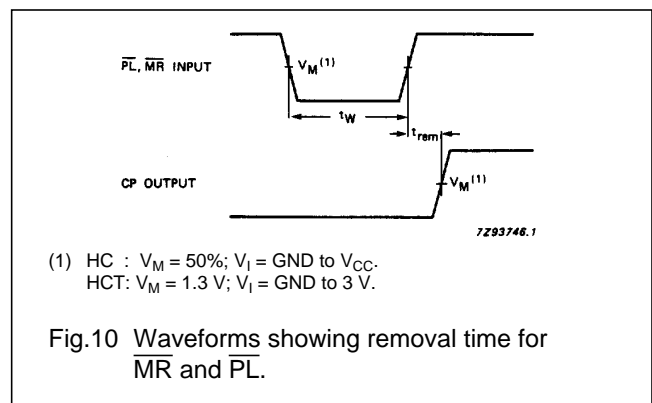 PL, MR INPUT
VM(1)
tW
trem
CP OUTPUT
VM(1)
7Z93746.1
(1) HC : VM = 50%; VI = GND to VCC.
HCT: VM = 1.3 V; VI = GND to 3 V.
Fig.10 Waveforms showing removal time for
MR and PL.